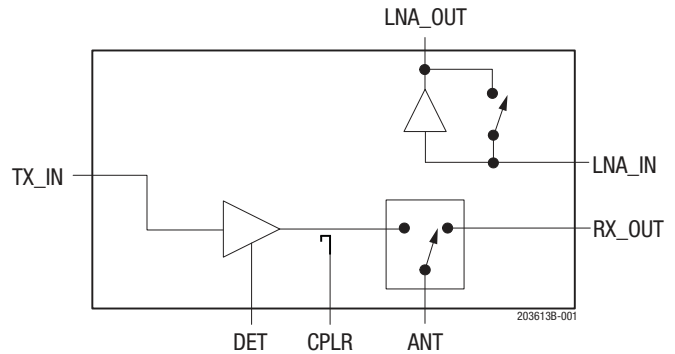 LNA_OUT
TX_IN
LNA_IN
RX_OUT
203613B-001
DET
CPLR
ANT